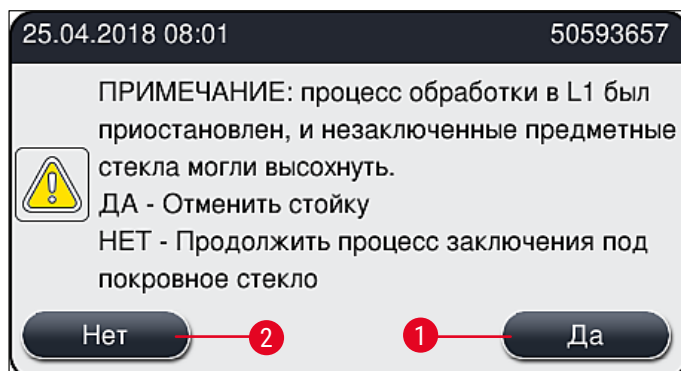 25.04.2018 08:01 50593657
ПРИМЕЧАНИЕ: процесс обработки в L1 был
приостановлен, и незаключенные предметные
стекла могли высохнуть.
ДА - Отменить стойку
НЕТ - Продолжить процесс заключения под
покровное стекло
Нет 2 1 Да